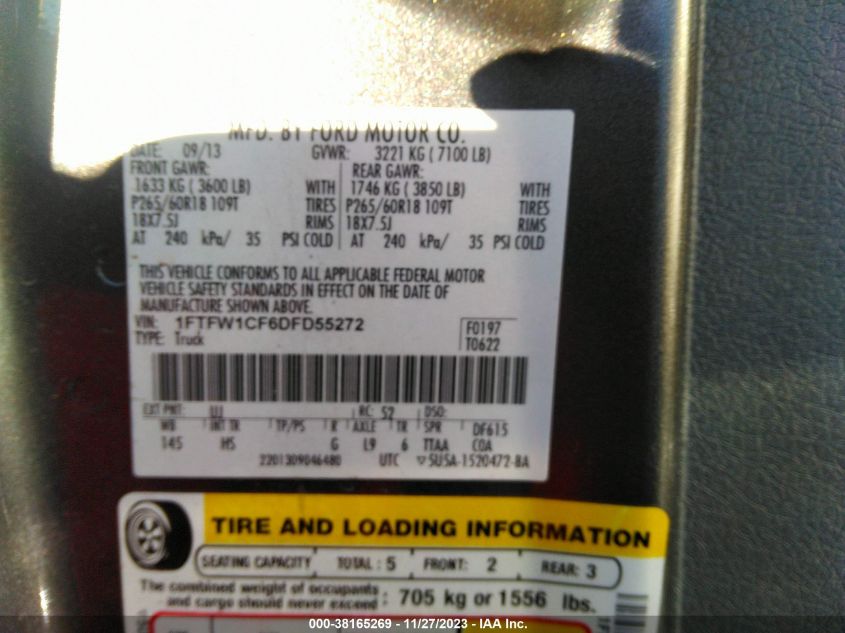 MFD. BY FORD MOTOR CO.
DATE: 09/13 GVWR: 3221 KG ( 7100 LB)
FRONT GAWR: REAR GAWR:
1633 KG ( 3600 LB) WITH 1746 KG ( 3850 LB) WITH
P265/60R18 109T TIRES P265/60R18 109T TIRES
18X7.5J RIMS 18X7.5J RIMS
AT 240 kPa/ 35 PSI COLD AT 240 kPa/ 35 PSI COLD
THIS VEHICLE CONFORMS TO ALL APPLICABLE FEDERAL MOTOR
VEHICLE SAFETY STANDARDS IN EFFECT ON THE DATE OF
MANUFACTURE SHOWN ABOVE.
VIN: 1FTFW1CF6DFD55272 F0197
TYPE: Truck T0622
EXT PNT: UJ RC: 52 DSO:
WB INT TR TP/PS R AXLE TR SPR DF615
145 HS G L9 6 TTAA COA
2201309046480 UTC ▽SU5A-1520472-BA
TIRE AND LOADING INFORMATION
SEATING CAPACITY TOTAL : 5 FRONT: 2 REAR: 3
The combined weight of occupants
and cargo should never exceed : 705 kg or 1556 lbs.
000-38165269 - 11/27/2023 - IAA Inc.